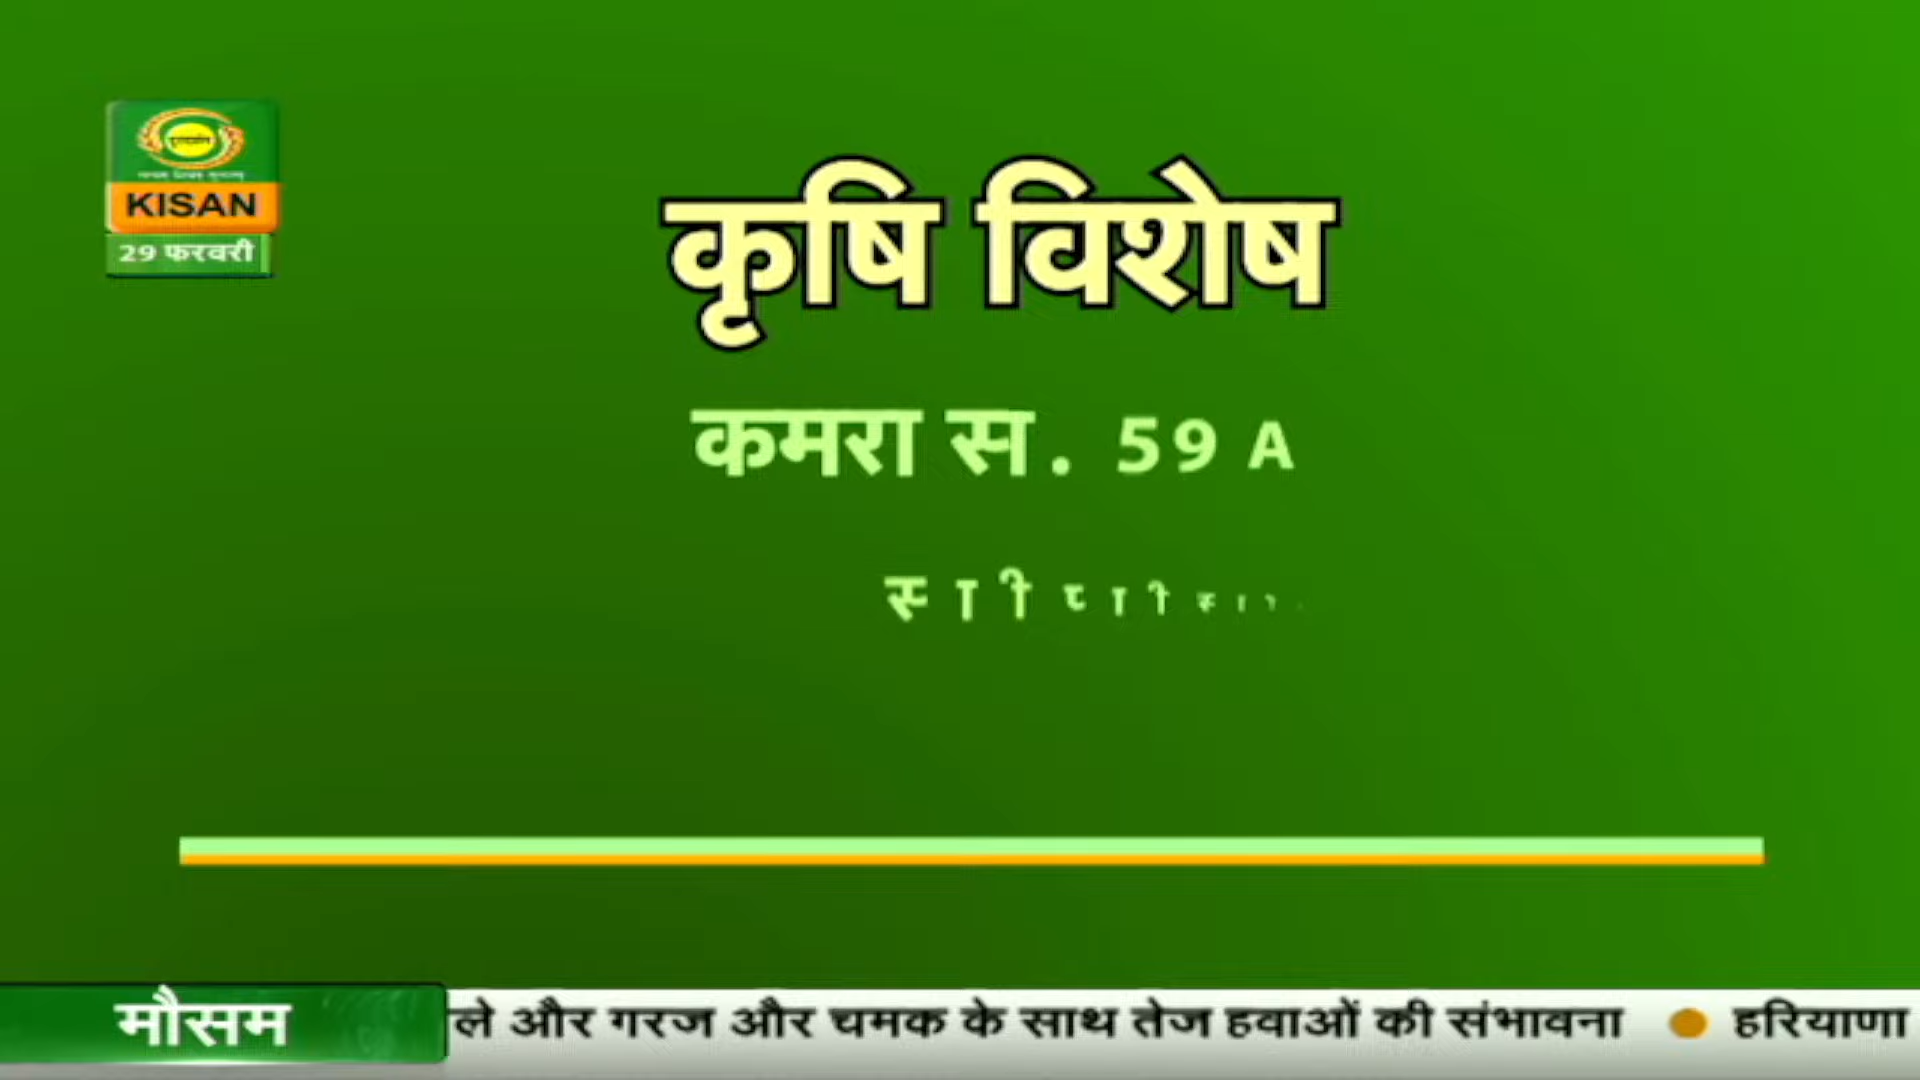 KISAN
29 फरवरी
कृषि विशेष
कमरा स. 59 A
मौसम
ले और गरज और चमक के साथ तेज हवाओं की संभावना
हरियाणा